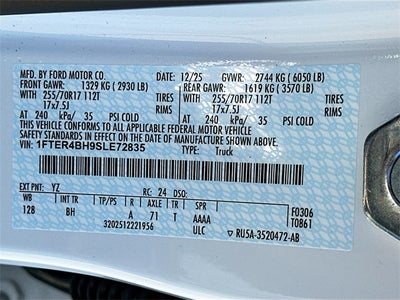 MFD. BY FORD MOTOR CO. 12/25 GVWR: 2744 KG ( 6050 LB)
FRONT GAWR: 1329 KG ( 2930 LB) REAR GAWR: 1619 KG ( 3570 LB)
WITH 255/70R17 112T TIRES WITH 255/70R17 112T TIRES
17x7.5J RIMS 17x7.5J RIMS
AT 240 kPa/ 35 PSI COLD AT 240 kPa/ 35 PSI COLD
THIS VEHICLE CONFORMS TO ALL APPLICABLE FEDERAL MOTOR VEHICLE
SAFETY STANDARDS IN EFFECT ON THE DATE OF MANUFACTURE SHOWN ABOVE.
VIN: 1FTER4BH9SLE72835 TYPE: Truck
EXT PNT: YZ RC: 24 DSO:
WB INT TR TP/PS R AXLE TR SPR F0306
128 BH A 71 T AAAA T0861
3202512221956 ULC RU5A-3520472-AB